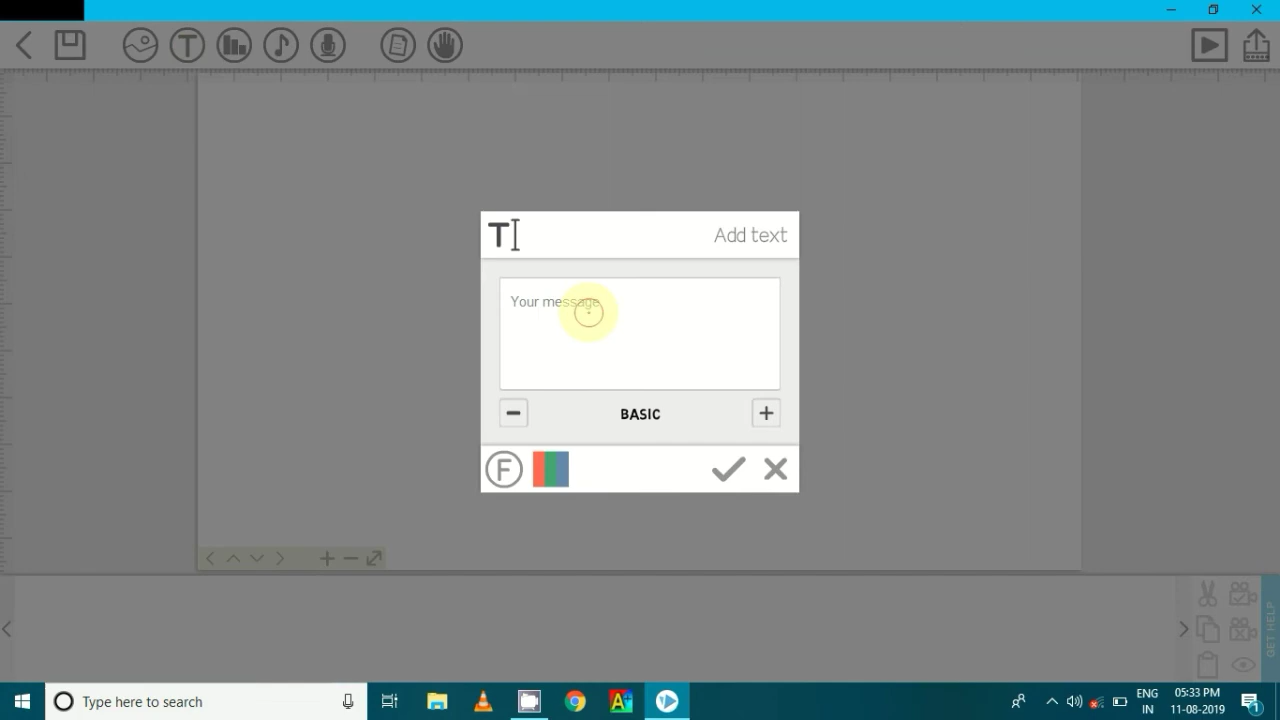 T
Add text
Your message
BASIC
F
GET HELP
Type here to search
ENG
IN
05:33 PM
11-08-2019
1